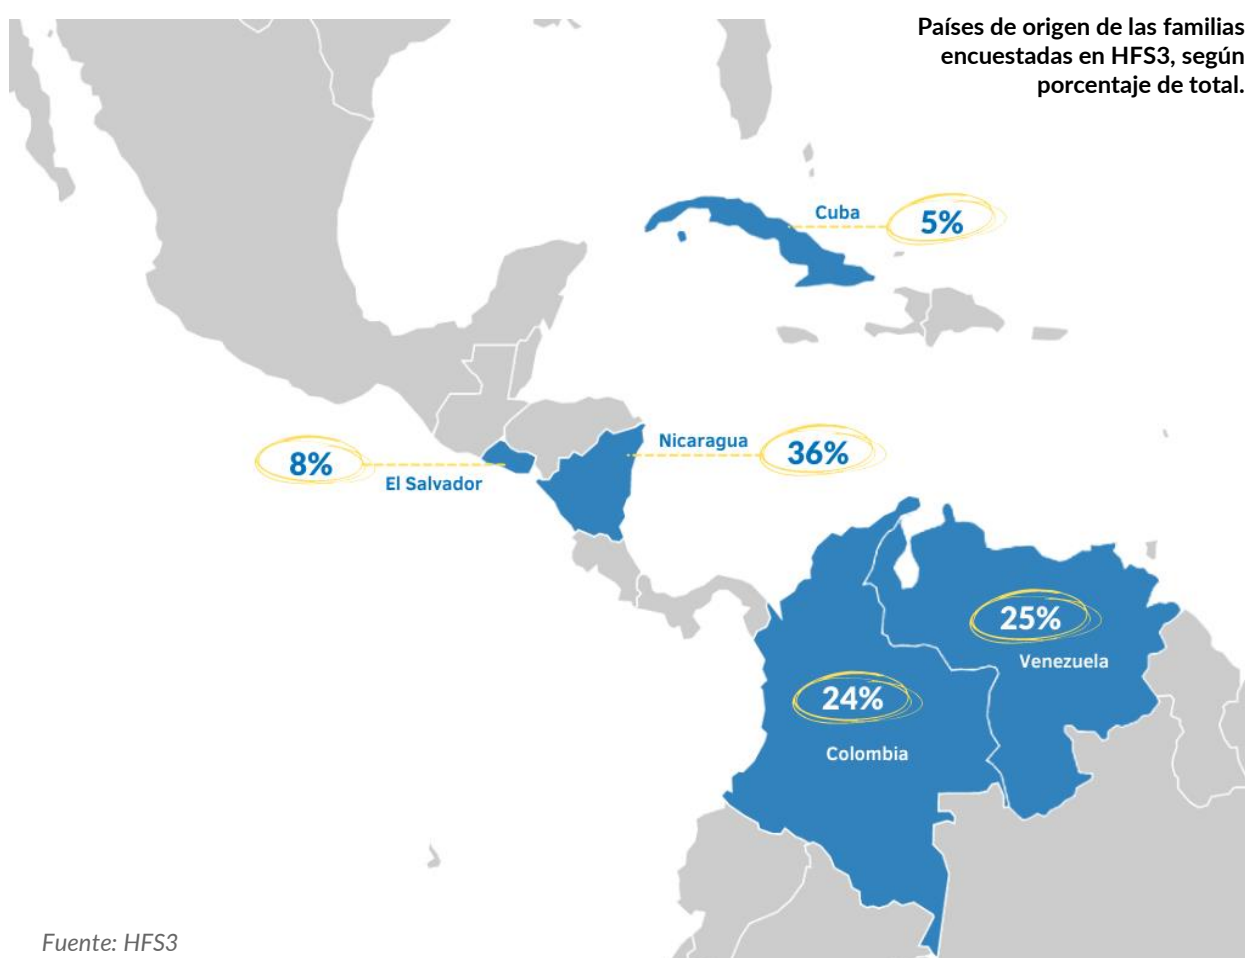 Países de origen de las familias
encuestadas en HFS3, según
porcentaje de total.
Cuba
5%
Nicaragua
36%
8%
El Salvador
25%
Venezuela
24%
Colombia
Fuente: HFS3